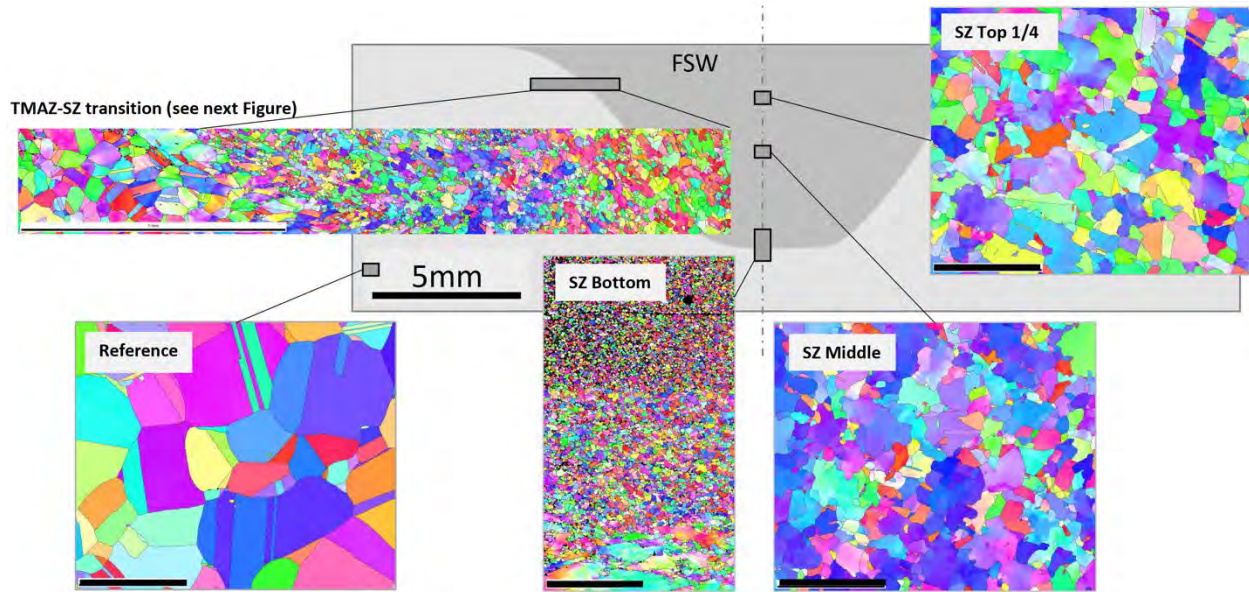 SZ Top 1/4
FSW
TMAZ-SZ transition (see next Figure)
5mm
SZ Bottom
Reference
SZ Middle